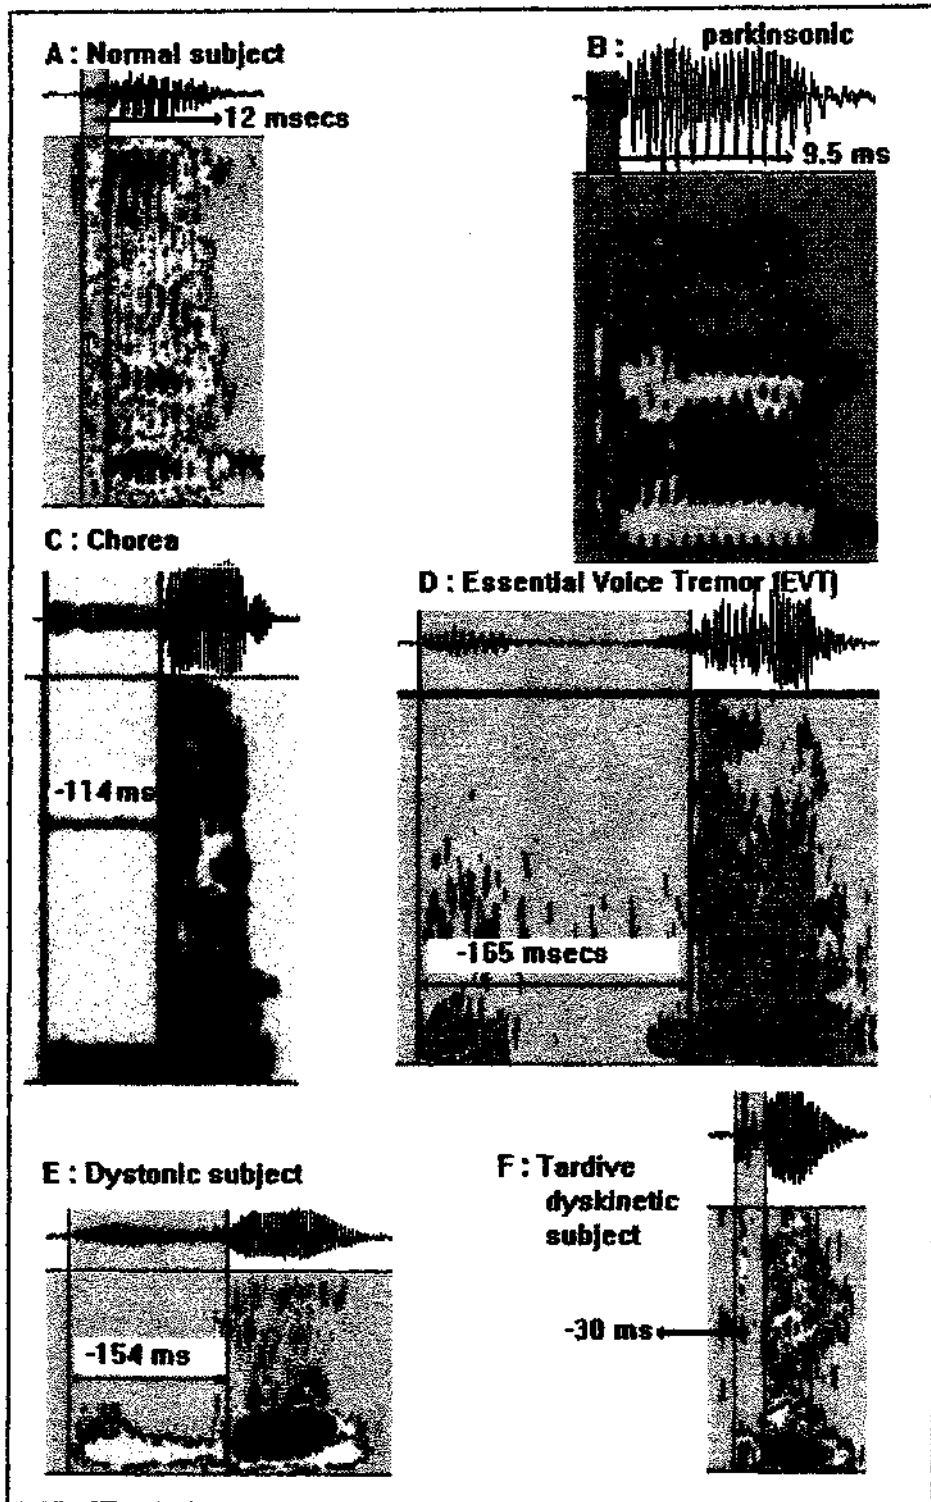 A : Normal subject
12 msecs
B :
parkinsonic
9.5 ms
C : Chorea
-114 ms
D : Essential Voice Tremor (EVT)
-165 msecs
E : Dystonic subject
-154 ms
F : Tardive
dyskinetic
subject
-30 ms